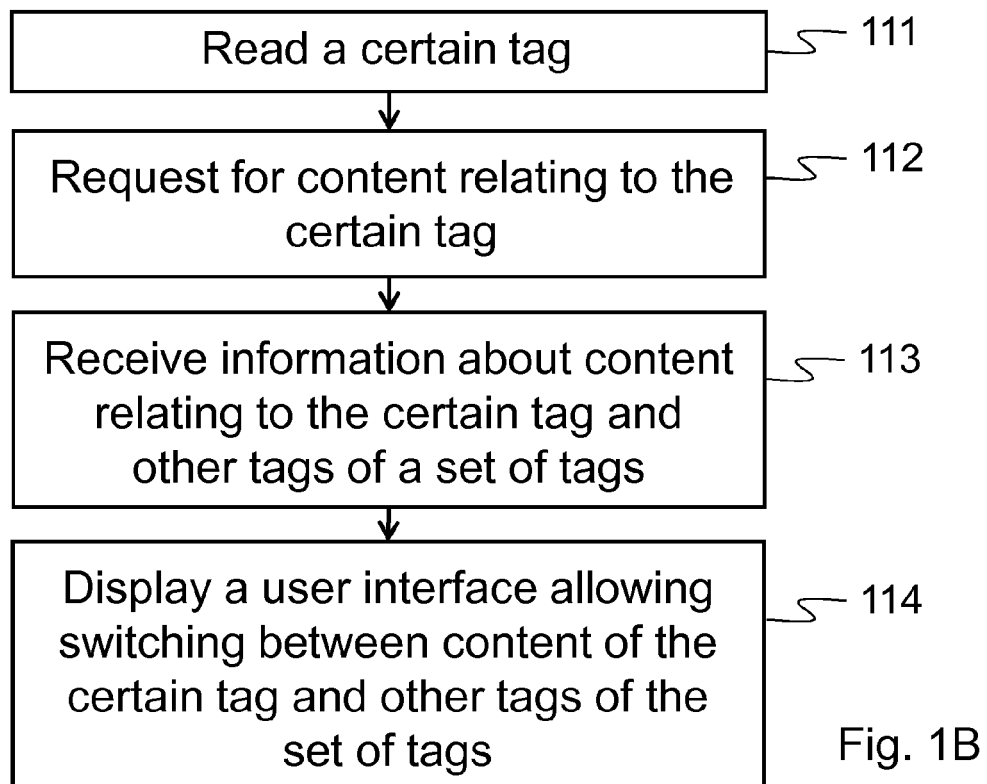 Read a certain tag
111
Request for content relating to the
certain tag
112
Receive information about content
relating to the certain tag and
other tags of a set of tags
113
Display a user interface allowing
switching between content of the
certain tag and other tags of the
set of tags
114
Fig. 1B